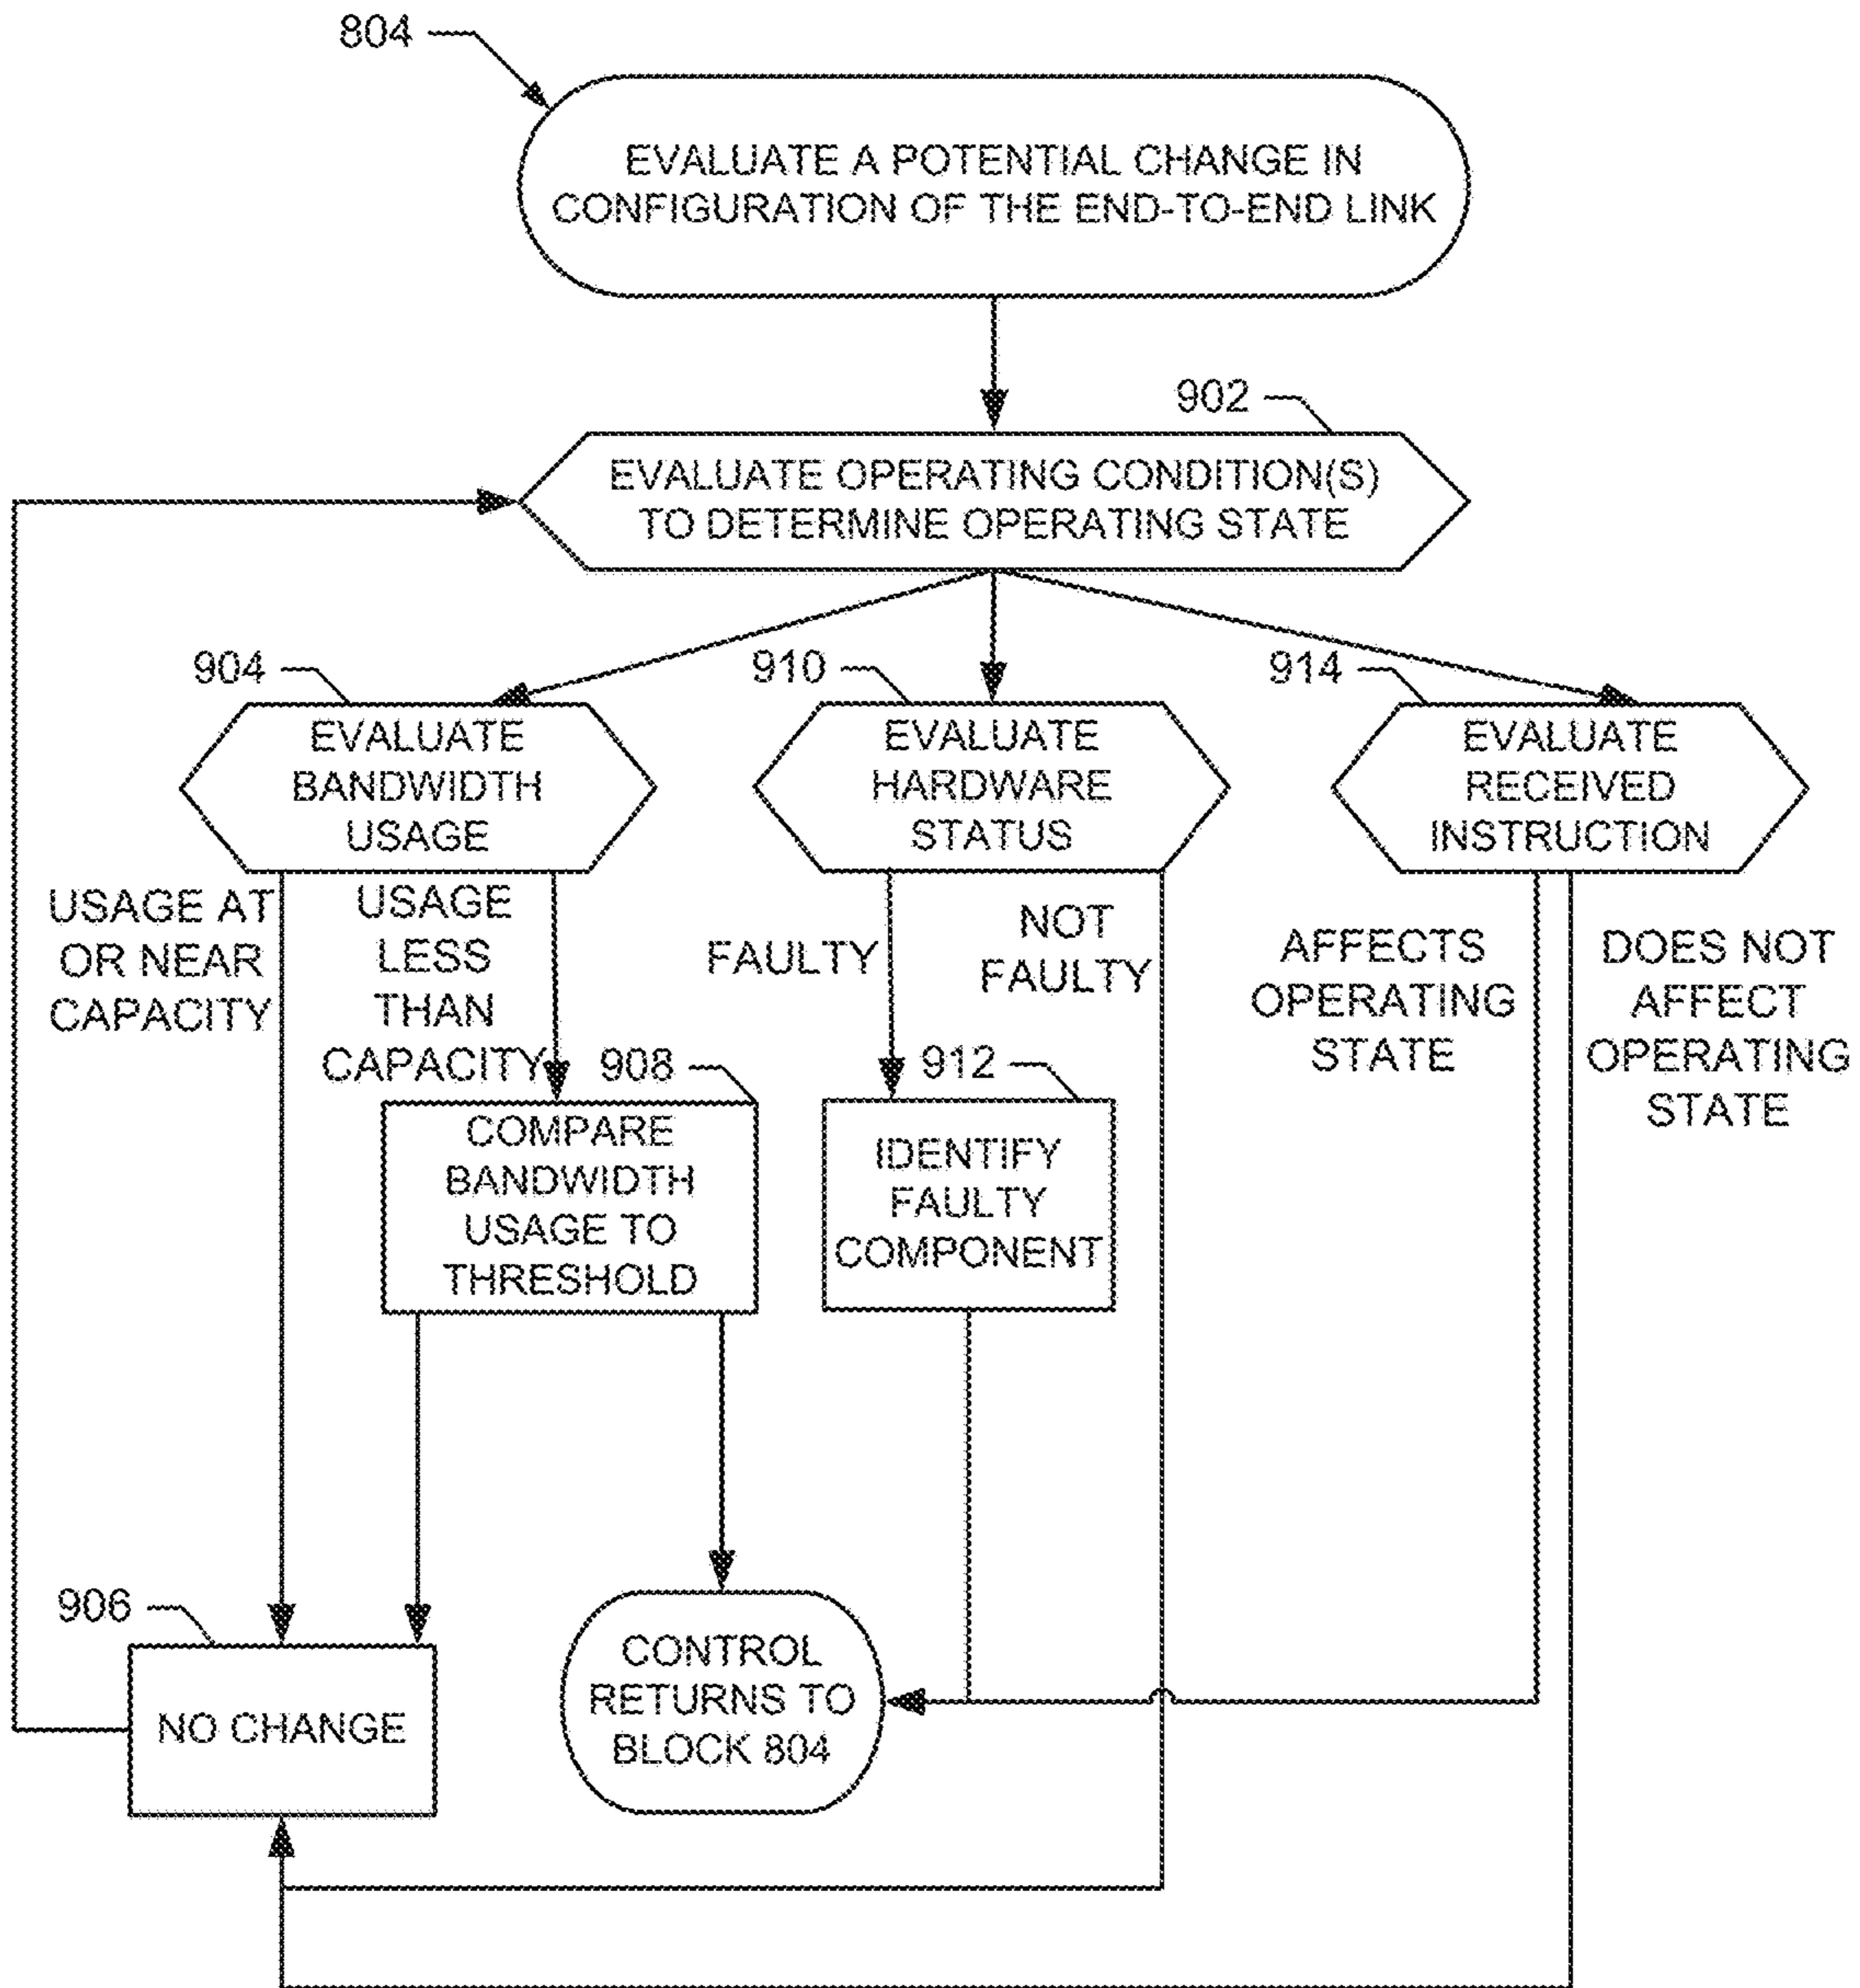 804
EVALUATE A POTENTIAL CHANGE IN
CONFIGURATION OF THE END-TO-END LINK
902
EVALUATE OPERATING CONDITION(S)
TO DETERMINE OPERATING STATE
904
EVALUATE
BANDWIDTH
USAGE
910
EVALUATE
HARDWARE
STATUS
914
EVALUATE
RECEIVED
INSTRUCTION
USAGE AT
OR NEAR
CAPACITY
USAGE
LESS
THAN
CAPACITY
FAULTY
NOT
FAULTY
AFFECTS
OPERATING
STATE
DOES NOT
AFFECT
OPERATING
STATE
908
COMPARE
BANDWIDTH
USAGE TO
THRESHOLD
912
IDENTIFY
FAULTY
COMPONENT
906
NO CHANGE
CONTROL
RETURNS TO
BLOCK 804